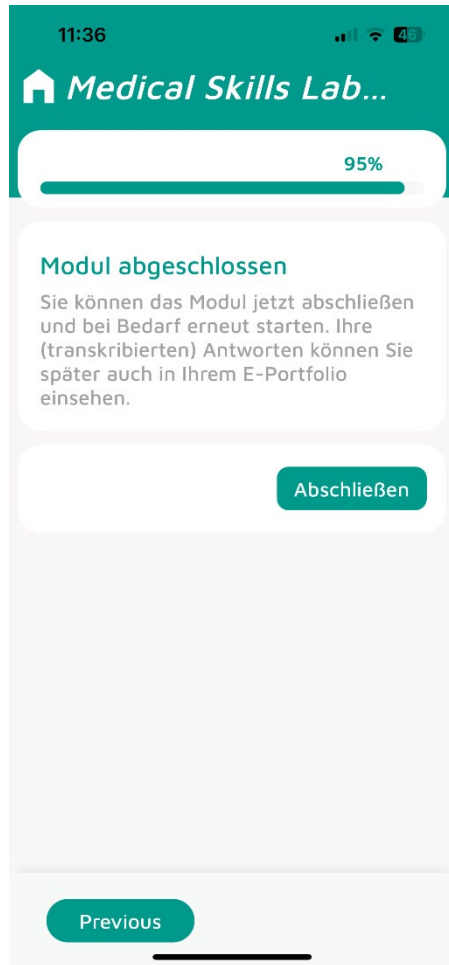 11:36
46
Medical Skills Lab...
95%
Modul abgeschlossen
Sie können das Modul jetzt abschließen
und bei Bedarf erneut starten. Ihre
(transkribierten) Antworten können Sie
später auch in Ihrem E-Portfolio
einsehen.
Abschließen
Previous